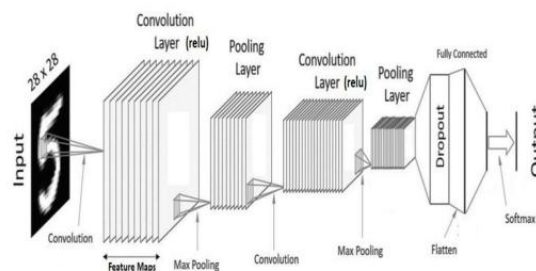 Convolution
Layer (relu)
Pooling
Layer
Convolution
Layer (relu)
Pooling
Layer
Fully Connected
28 x 28
Input
Dropout
Output
Convolution
Feature Maps
Max Pooling
Convolution
Max Pooling
Flatten
Softmax